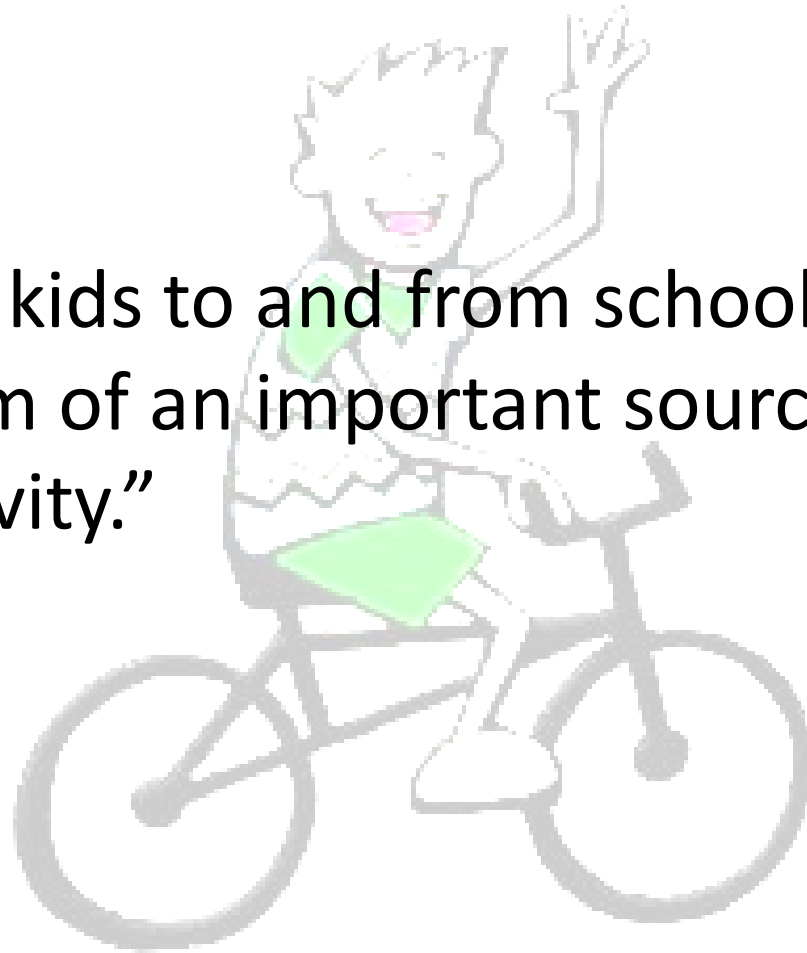 kids to and from school
m of an important sourc
vity.”